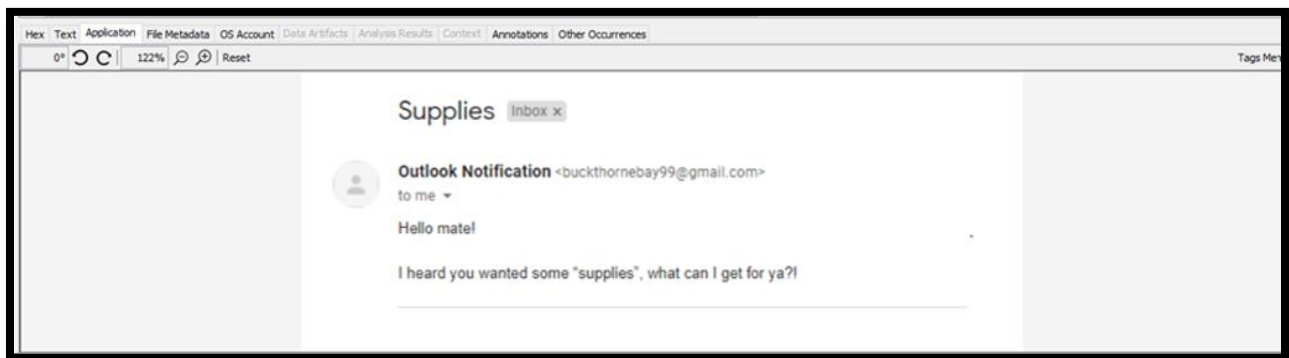 Hex Text Application File Metadata OS Account Data Artifacts Analysis Results Context Annotations Other Occurrences
0° 122% Reset Tags
Supplies Inbox x
Outlook Notification <buckthornebay99@gmail.com>
to me
Hello mate!
I heard you wanted some "supplies", what can I get for ya?!